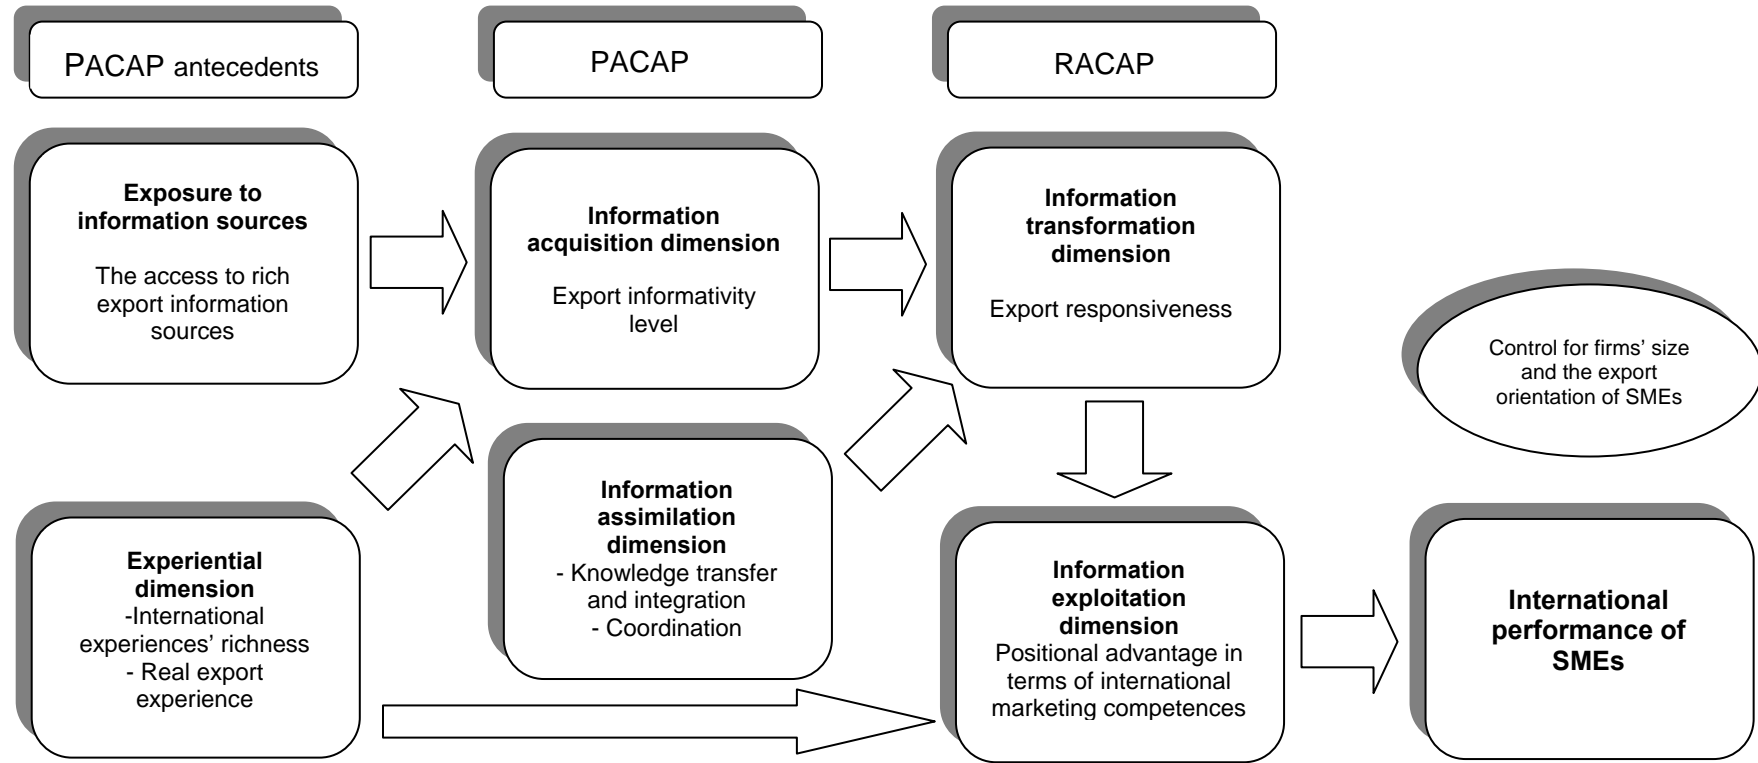 PACAP antecedents
PACAP
RACAP
Exposure to
information sources
The access to rich
export information
sources
Information
acquisition dimension
Export informativity
level
Information
transformation
dimension
Export responsiveness
Control for firms’ size
and the export
orientation of SMEs
Experiential
dimension
-International
experiences’ richness
- Real export
experience
Information
assimilation
dimension
- Knowledge transfer
and integration
- Coordination
Information
exploitation
dimension
Positional advantage in
terms of international
marketing competences
International
performance of
SMEs